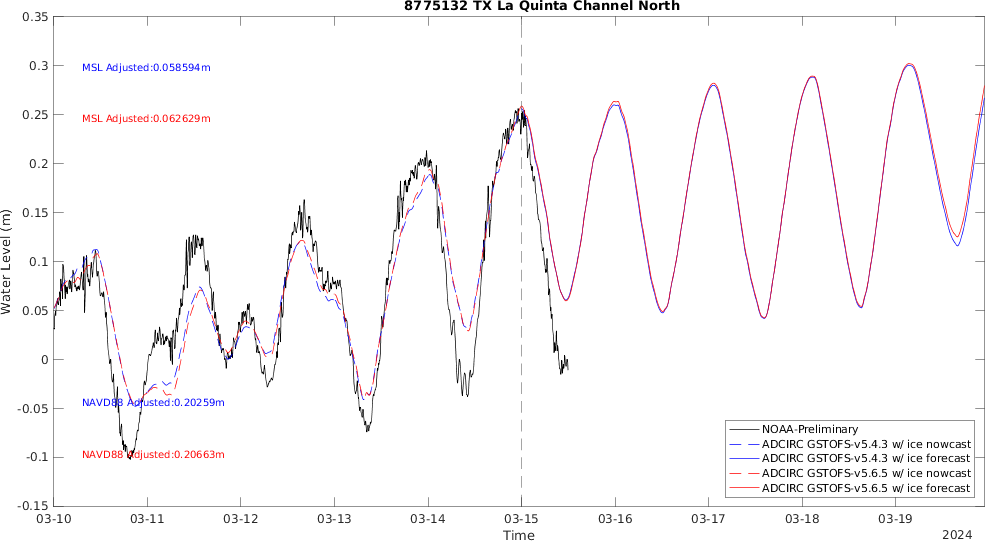 8775132 TX La Quinta Channel North
0.35
0.3
0.25
0.2
0.15
0.1
0.05
0
-0.05
-0.1
-0.15
Water Level (m)
MSL Adjusted:0.058594m
MSL Adjusted:0.062629m
NAVD88 Adjusted:0.20259m
NAVD88 Adjusted:0.20663m
NOAA-Preliminary
ADCIRC GSTOFS-v5.4.3 w/ ice nowcast
ADCIRC GSTOFS-v5.4.3 w/ ice forecast
ADCIRC GSTOFS-v5.6.5 w/ ice nowcast
ADCIRC GSTOFS-v5.6.5 w/ ice forecast
03-10 03-11 03-12 03-13 03-14 03-15 03-16 03-17 03-18 03-19
Time
2024